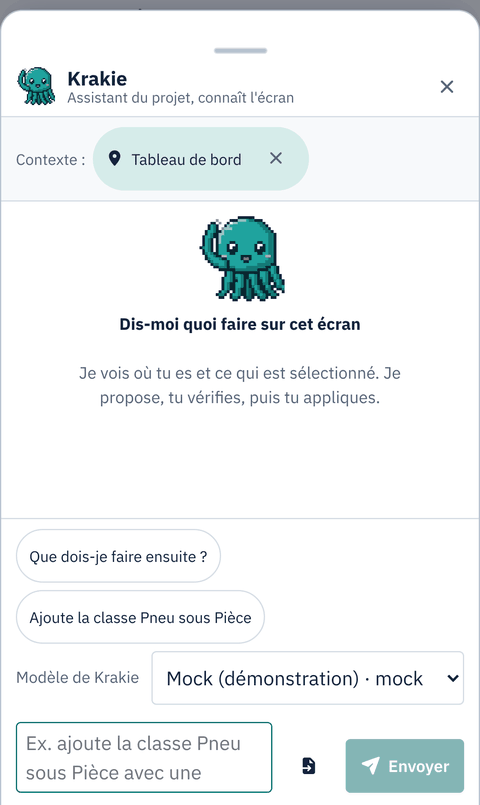 Krakie
Assistant du projet, connaît l'écran
Contexte :
Tableau de bord
Dis-moi quoi faire sur cet écran
Je vois où tu es et ce qui est sélectionné. Je
propose, tu vérifies, puis tu appliques.
Que dois-je faire ensuite ?
Ajoute la classe Pneu sous Pièce
Modèle de Krakie
Mock (démonstration) · mock
Ex. ajoute la classe Pneu
sous Pièce avec une
Envoyer